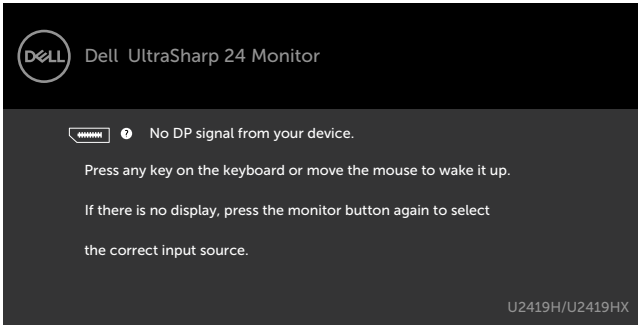 DELL
Dell UltraSharp 24 Monitor
? No DP signal from your device.
Press any key on the keyboard or move the mouse to wake it up.
If there is no display, press the monitor button again to select
the correct input source.
U2419H/U2419HX